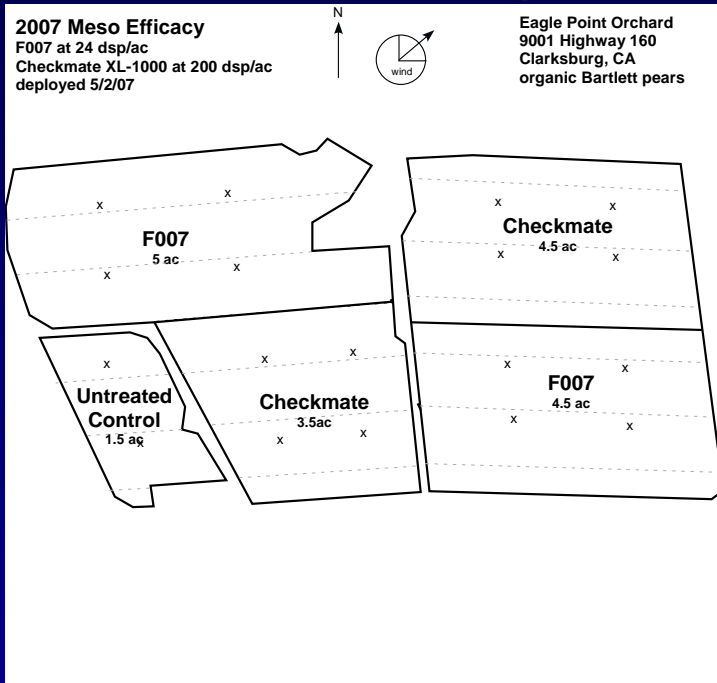 2007 Meso Efficacy
F007 at 24 dsp/ac
Checkmate XL-1000 at 200 dsp/ac
deployed 5/2/07
N
wind
Eagle Point Orchard
9001 Highway 160
Clarksburg, CA
organic Bartlett pears
x x
F007
5 ac
x x
x x
Checkmate
4.5 ac
x x
x
Untreated
Control
1.5 ac
x
x x
Checkmate
3.5ac
x x
x x
F007
4.5 ac
x x